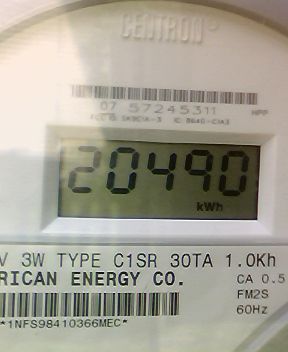 CENTRON®
07 57245311 HPP
20490
kWh
V 3W TYPE C1SR 30TA 1.0Kh
RICAN ENERGY CO. CA 0.5
FM2S
*1NFS98410366MEC* 60Hz